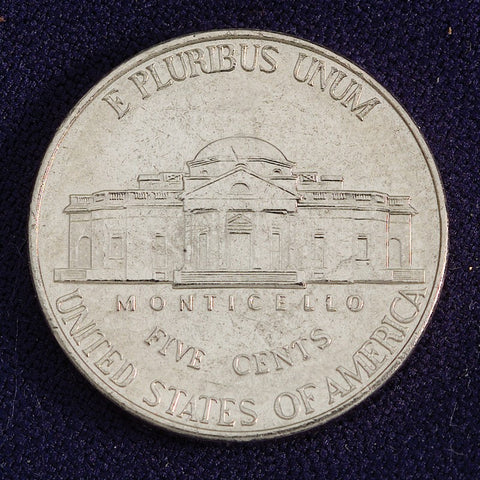 E PLURIBUS UNUM
MONTICELLO
FIVE CENTS
UNITED STATES OF AMERICA